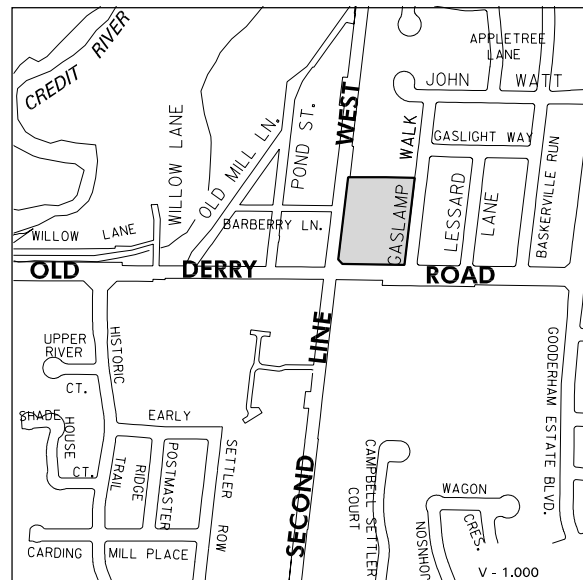 CREDIT RIVER
APPLETREE
LANE
JOHN WATT
WEST
WALK
WILLOW LANE
OLD MILL LN.
POND ST.
GASLIGHT WAY
GASLAMP
LESSARD
LANE
BASKERVILLE RUN
BARBERRY LN.
WILLOW LANE
OLD DERRY ROAD
UPPER
RIVER
CT.
HISTORIC
LINE
GOODERHAM ESTATE BLVD.
SHADE
HOUSE
CT.
EARLY
SETTLER
ROW
TRAIL
RIDGE
POSTMASTER
SECOND
CAMPBELL SETTLER
COURT
WAGON
CRES.
NOSNHO
CARDING MILL PLACE
V - 1.000